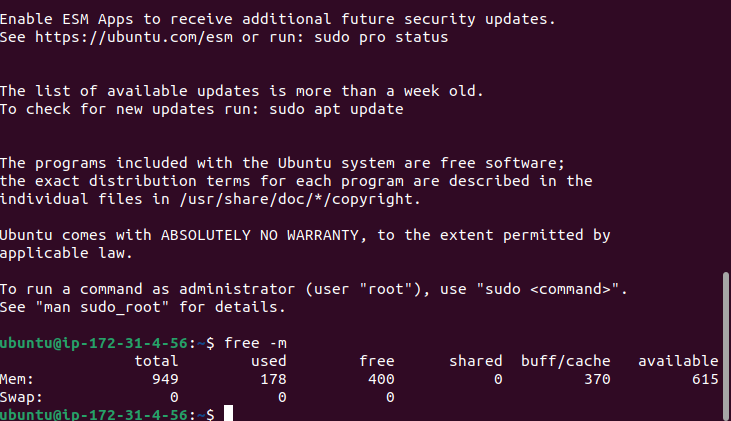 Enable ESM Apps to receive additional future security updates.
See https://ubuntu.com/esm or run: sudo pro status
The list of available updates is more than a week old.
To check for new updates run: sudo apt update
The programs included with the Ubuntu system are free software;
the exact distribution terms for each program are described in the
individual files in /usr/share/doc/*/copyright.
Ubuntu comes with ABSOLUTELY NO WARRANTY, to the extent permitted by
applicable law.
To run a command as administrator (user "root"), use "sudo <command>".
See "man sudo_root" for details.
ubuntu@ip-172-31-4-56:~$ free -m
total used free shared buff/cache available
Mem: 949 178 400 0 370 615
Swap: 0 0 0
ubuntu@ip-172-31-4-56:~$